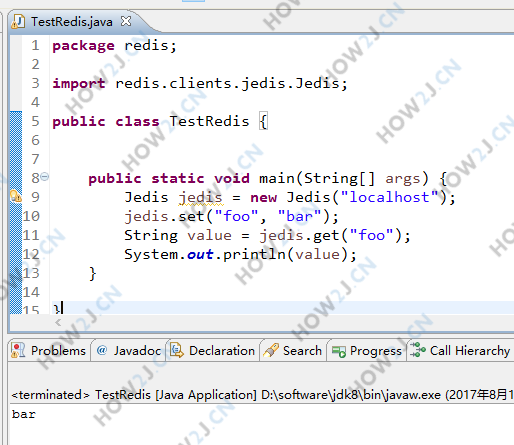 TestRedis.java
1 package redis;
2
3 import redis.clients.jedis.Jedis;
4
5 public class TestRedis {
6
7
8 public static void main(String[] args) {
9 Jedis jedis = new Jedis("localhost");
10 jedis.set("foo", "bar");
11 String value = jedis.get("foo");
12 System.out.println(value);
13 }
14
15 }
Problems @ Javadoc Declaration Search Progress Call Hierarchy
<terminated> TestRedis [Java Application] D:\software\jdk8\bin\javaw.exe (2017年8月1
bar
HOW2J.CN